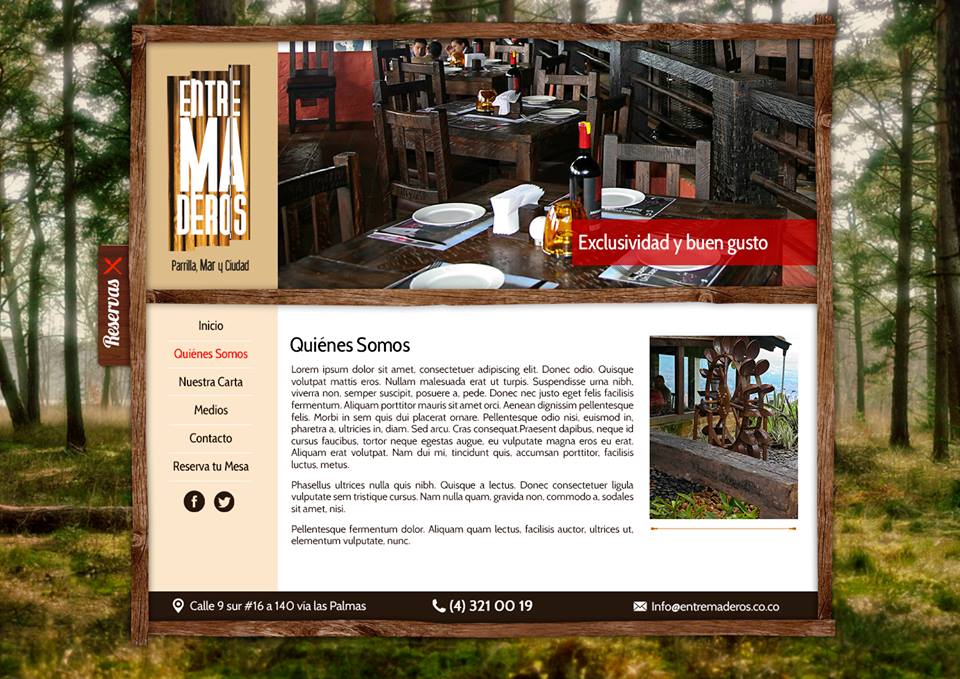 ENTRE
MA
DEROS
Parrilla, Mar y Ciudad
Exclusividad y buen gusto
Reservas
Inicio
Quiénes Somos
Nuestra Carta
Medios
Contacto
Reserva tu Mesa
Quiénes Somos
Lorem ipsum dolor sit amet, consectetuer adipiscing elit. Donec odio. Quisque
volutpat mattis eros. Nullam malesuada erat ut turpis. Suspendisse urna nibh,
viverra non, semper suscipit, posuere a, pede. Donec nec justo eget felis facilisis
fermentum. Aliquam porttitor mauris sit amet orci. Aenean dignissim pellentesque
felis. Morbi in sem quis dui placerat ornare. Pellentesque odio nisi, euismod in,
pharetra a, ultricies in, diam. Sed arcu. Cras consequat.Praesent dapibus, neque id
cursus faucibus, tortor neque egestas augue, eu vulputate magna eros eu erat.
Aliquam erat volutpat. Nam dui mi, tincidunt quis, accumsan porttitor, facilisis
luctus, metus.
Phasellus ultrices nulla quis nibh. Quisque a lectus. Donec consectetuer ligula
vulputate sem tristique cursus. Nam nulla quam, gravida non, commodo a, sodales
sit amet, nisi.
Pellentesque fermentum dolor. Aliquam quam lectus, facilisis auctor, ultrices ut,
elementum vulputate, nunc.
Calle 9 sur #16 a 140 vía las Palmas
(4) 321 00 19
Info@entremaderos.co.co